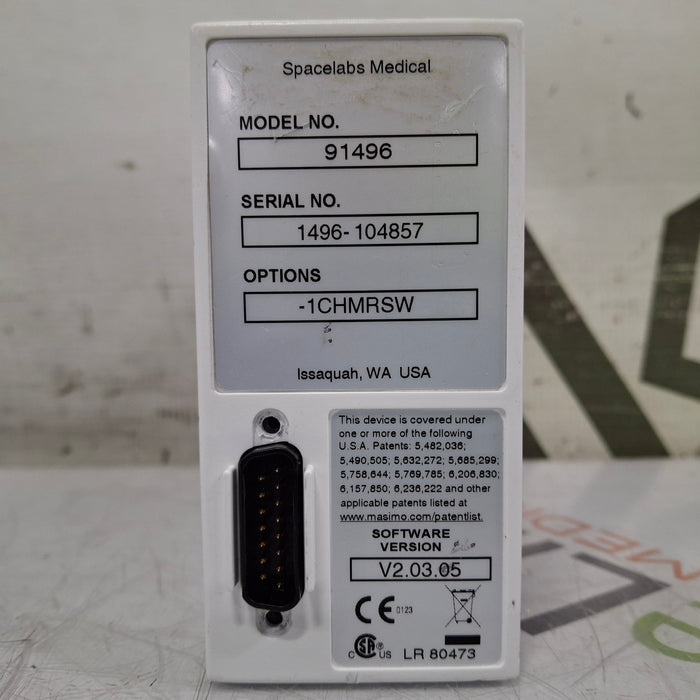 Spacelabs Medical
MODEL NO.
91496
SERIAL NO.
1496-104857
OPTIONS
-1CHMRSW
Issaquah, WA USA
This device is covered under
one or more of the following
U.S.A. Patents: 5,482,036;
5,490,505; 5,632,272; 5,685,299;
5,758,644; 5,769,785; 6,206,830;
6,157,850; 6,236,222 and other
applicable patents listed at
www.masimo.com/patentlist.
SOFTWARE
VERSION
V2.03.05
CE 0123
C SA® US LR 80473
MEDI